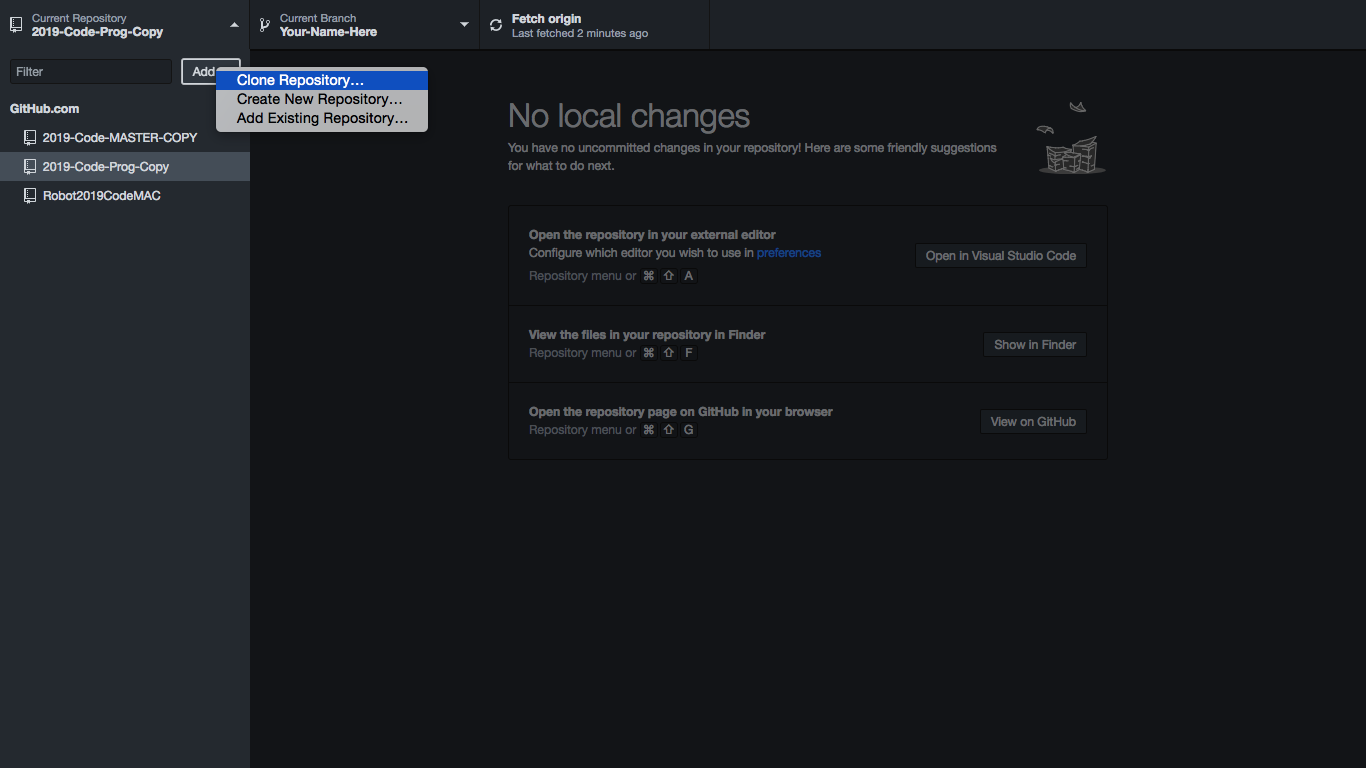 Current Repository
2019-Code-Prog-Copy
Current Branch
Your-Name-Here
Fetch origin
Last fetched 2 minutes ago
Filter
Add
Clone Repository...
Create New Repository...
Add Existing Repository...
GitHub.com
2019-Code-MASTER-COPY
2019-Code-Prog-Copy
Robot2019CodeMAC
No local changes
You have no uncommitted changes in your repository! Here are some friendly suggestions
for what to do next.
Open the repository in your external editor
Configure which editor you wish to use in preferences
Repository menu or ⌘ ⇧ A
Open in Visual Studio Code
View the files in your repository in Finder
Repository menu or ⌘ ⇧ F
Show in Finder
Open the repository page on GitHub in your browser
Repository menu or ⌘ ⇧ G
View on GitHub